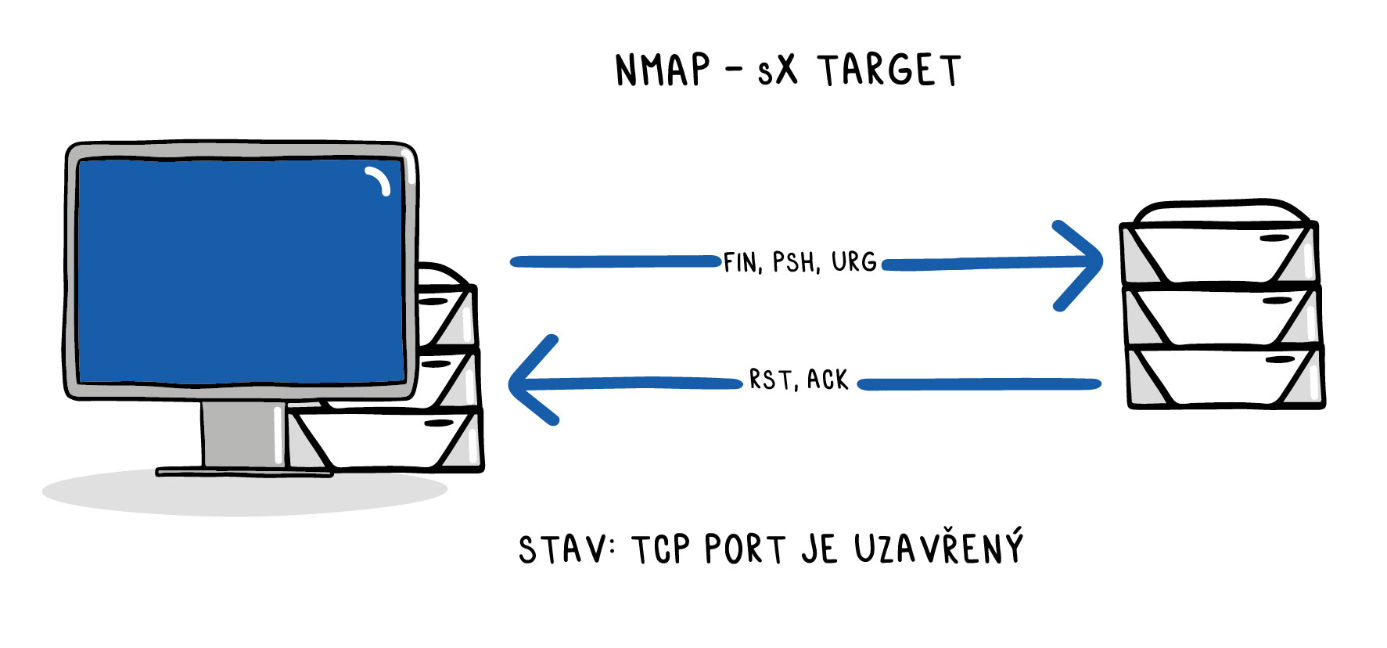 NMAP - sX TARGET
FIN, PSH, URG
RST, ACK
STAV: TCP PORT JE UZAVŘENÝ